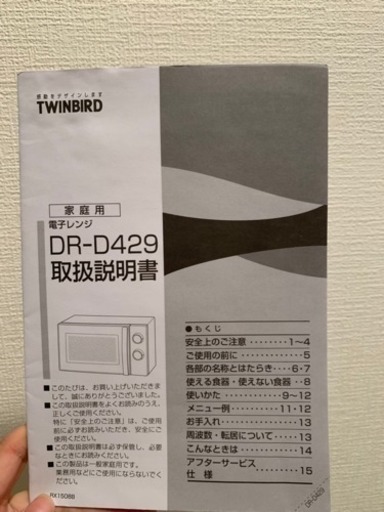 感動をデザインします
TWINBIRD
家庭用
電子レンジ
DR-D429
取扱説明書
■このたびは、お買い上げいただきま
して、誠にありがとうございました。
■この取扱説明書をよくお読みのうえ、
正しくご使用ください。
特に「安全上のご注意」は、ご使用
前に必ずお読みいただき、安全にご
使用ください。
■この取扱説明書は必ず保管し、必要
なときにお読みください。
■この製品は一般家庭用です。
業務用などにご使用にならないでく
ださい。
RX15088
●もくじ
安全上のご注意・・・・・・・・1〜4
ご使用の前に・・・・・・・・・・・5
各部の名称とはたらき・・・・6・7
使える食器・使えない食器・・8
使いかた・・・・・・・・・・9〜12
メニュー例・・・・・・・・11・12
お手入れ・・・・・・・・・・・・・13
周波数・転居について・・・・・13
こんなときは・・・・・・・・・・14
アフターサービス
仕様・・・・・・・・・・・・・・・15
DR-D429